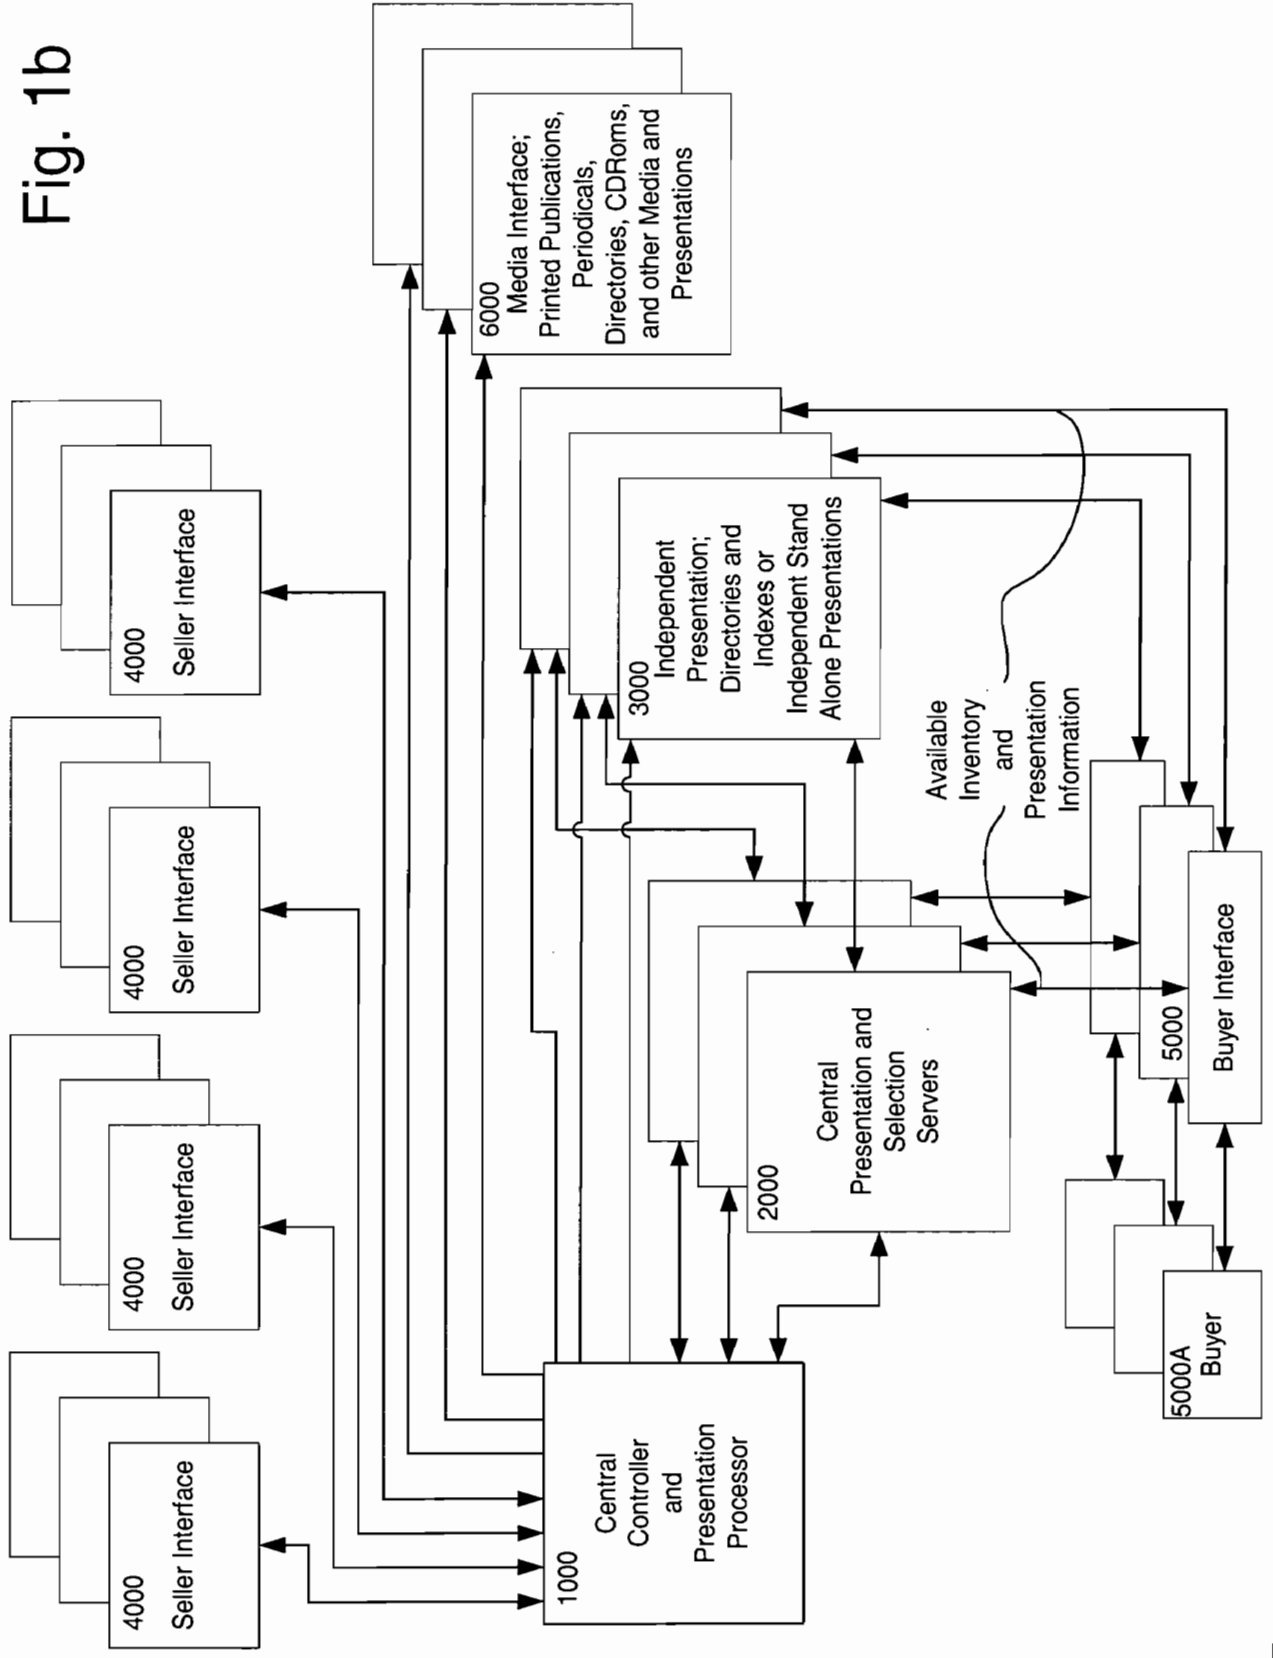 Fig. 1b
4000
Seller Interface
4000
Seller Interface
4000
Seller Interface
4000
Seller Interface
6000
Media Interface;
Printed Publications,
Periodicals,
Directories, CDRoms,
and other Media and
Presentations
1000
Central
Controller
and
Presentation
Processor
3000
Independent
Presentation;
Directories and
Indexes or
Independent Stand
Alone Presentations
2000
Central
Presentation and
Selection
Servers
Available
Inventory
and
Presentation
Information
5000
Buyer Interface
5000A
Buyer